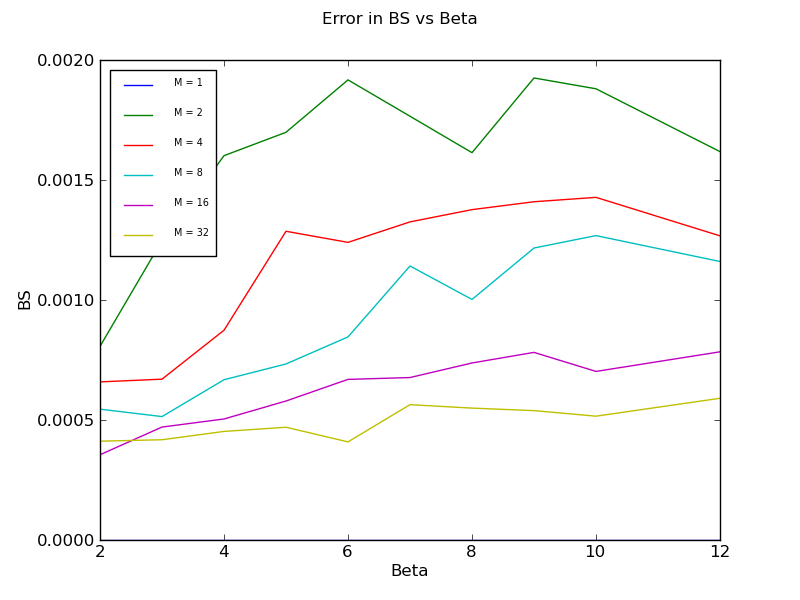 Error in BS vs Beta
0.0020
0.0015
0.0010
0.0005
0.0000
BS
M = 1
M = 2
M = 4
M = 8
M = 16
M = 32
2 4 6 8 10 12
Beta